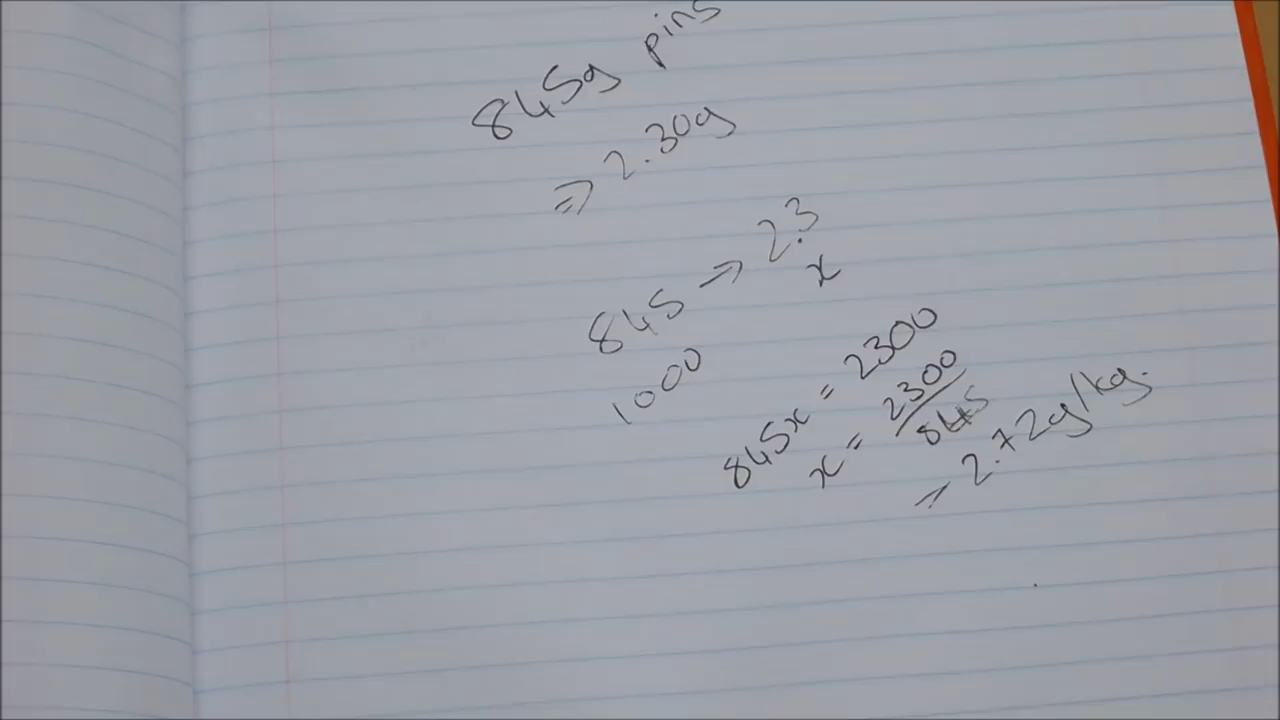 845g pins
⇒ 2.30g
845 → 2.3
1000 x
845x = 2300
x = 2300/845
⇒ 2.72g/kg.